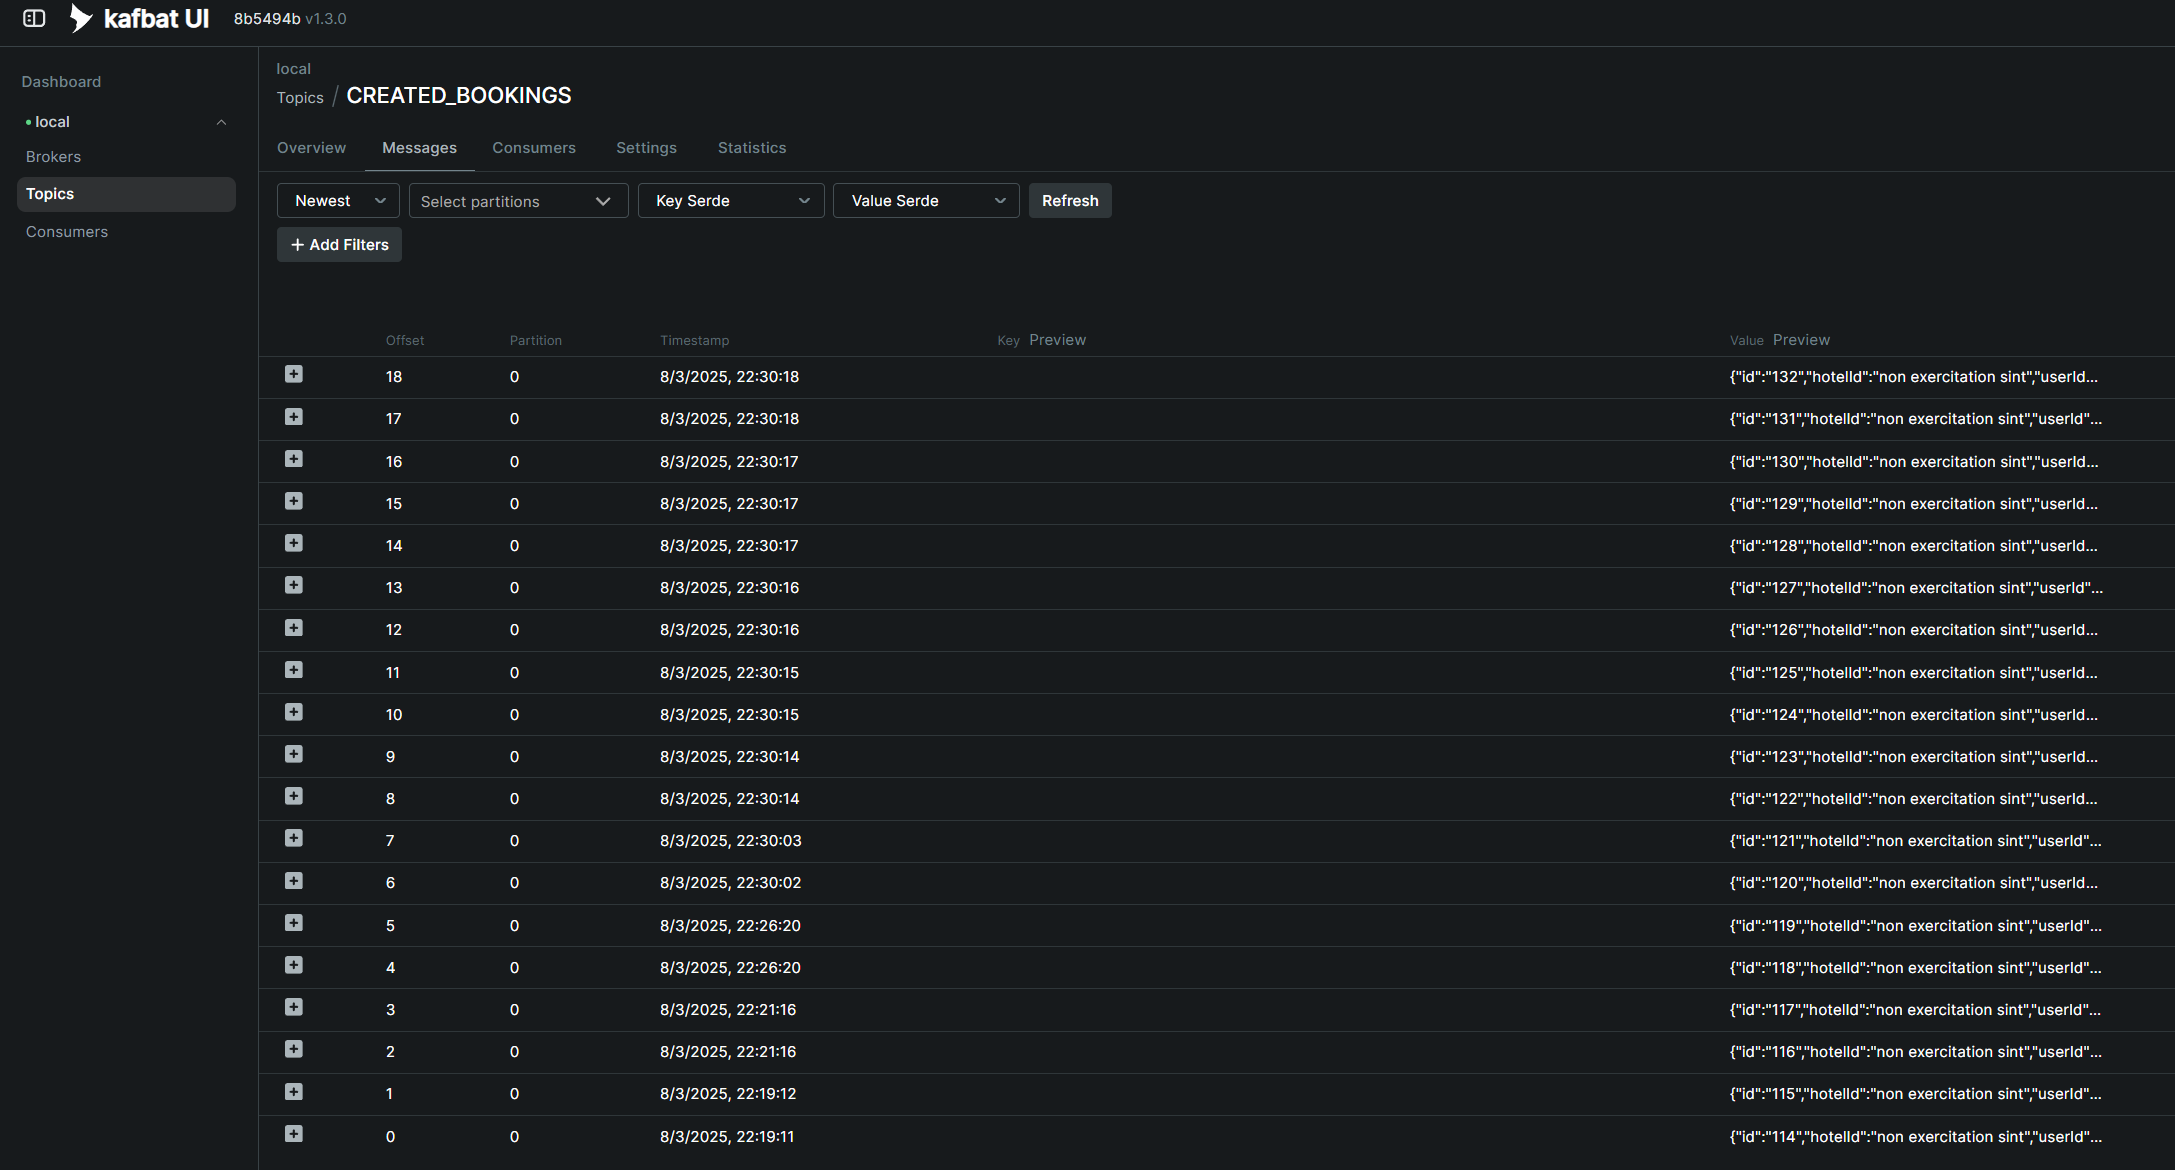 kafbat UI 8b5494b v1.3.0
Dashboard
local
Brokers
Topics
Consumers
local
Topics / CREATED_BOOKINGS
Overview Messages Consumers Settings Statistics
Newest Select partitions Key Serde Value Serde Refresh
+ Add Filters
Offset Partition Timestamp Key Preview Value Preview
18 0 8/3/2025, 22:30:18 {"id":"132","hotelId":"non exercitation sint","userId...
17 0 8/3/2025, 22:30:18 {"id":"131","hotelId":"non exercitation sint","userId"...
16 0 8/3/2025, 22:30:17 {"id":"130","hotelId":"non exercitation sint","userId...
15 0 8/3/2025, 22:30:17 {"id":"129","hotelId":"non exercitation sint","userId...
14 0 8/3/2025, 22:30:17 {"id":"128","hotelId":"non exercitation sint","userId...
13 0 8/3/2025, 22:30:16 {"id":"127","hotelId":"non exercitation sint","userId"...
12 0 8/3/2025, 22:30:16 {"id":"126","hotelId":"non exercitation sint","userId...
11 0 8/3/2025, 22:30:15 {"id":"125","hotelId":"non exercitation sint","userId...
10 0 8/3/2025, 22:30:15 {"id":"124","hotelId":"non exercitation sint","userId...
9 0 8/3/2025, 22:30:14 {"id":"123","hotelId":"non exercitation sint","userId...
8 0 8/3/2025, 22:30:14 {"id":"122","hotelId":"non exercitation sint","userId...
7 0 8/3/2025, 22:30:03 {"id":"121","hotelId":"non exercitation sint","userId"...
6 0 8/3/2025, 22:30:02 {"id":"120","hotelId":"non exercitation sint","userId...
5 0 8/3/2025, 22:26:20 {"id":"119","hotelId":"non exercitation sint","userId"...
4 0 8/3/2025, 22:26:20 {"id":"118","hotelId":"non exercitation sint","userId"...
3 0 8/3/2025, 22:21:16 {"id":"117","hotelId":"non exercitation sint","userId"...
2 0 8/3/2025, 22:21:16 {"id":"116","hotelId":"non exercitation sint","userId"...
1 0 8/3/2025, 22:19:12 {"id":"115","hotelId":"non exercitation sint","userId"...
0 0 8/3/2025, 22:19:11 {"id":"114","hotelId":"non exercitation sint","userId"...